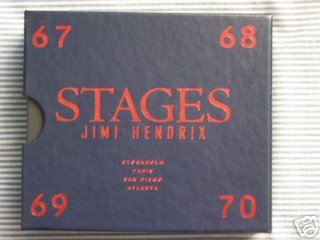 67 68
STAGES
JIMI HENDRIX
STOCKHOLM
PARIS
SAN DIEGO
ATLANTA
69 70